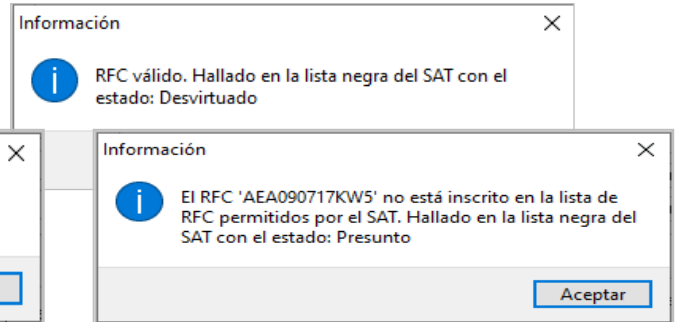 Información
RFC válido. Hallado en la lista negra del SAT con el
estado: Desvirtuado
Información
El RFC 'AEA090717KW5' no está inscrito en la lista de
RFC permitidos por el SAT. Hallado en la lista negra del
SAT con el estado: Presunto
Aceptar